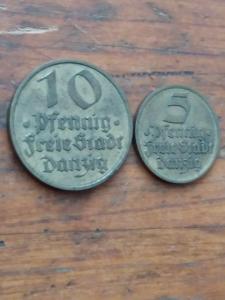 10
· Pfennig ·
Freie Stadt
Danzig
5
· Pfennig ·
Freie Stadt
Danzig